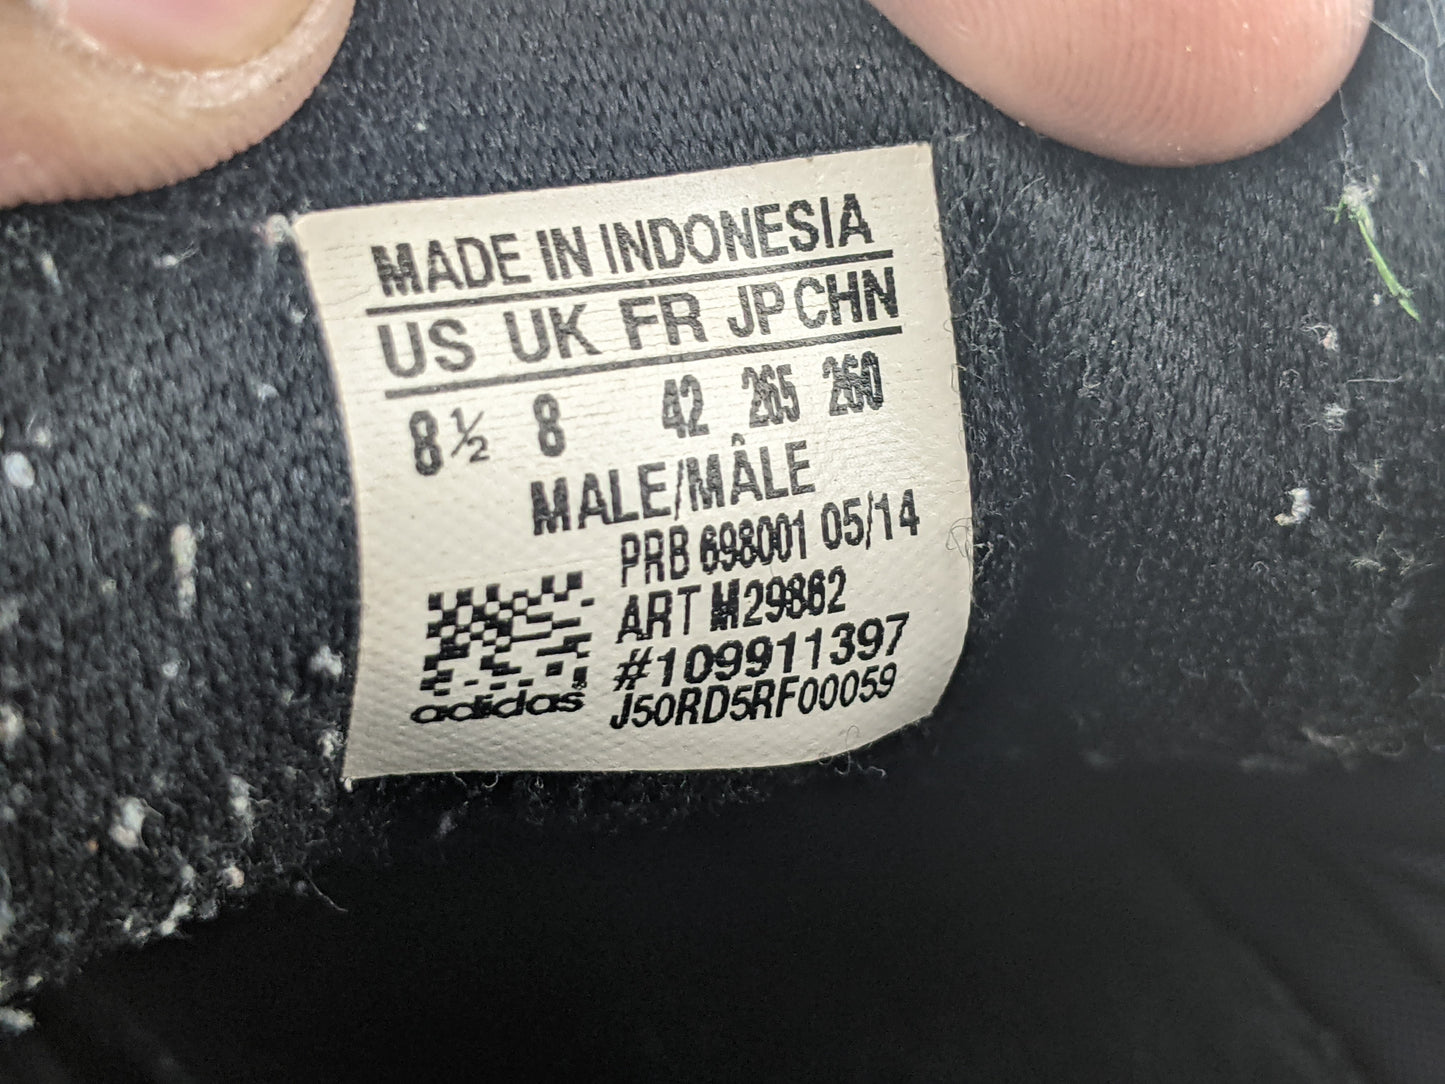 MADE IN INDONESIA
US UK FR JP CHN
8½ 8 42 265 260
MALE/MÂLE
PRB 698001 05/14
ART M29862
#109911397
J50RD5RF00059
adidas